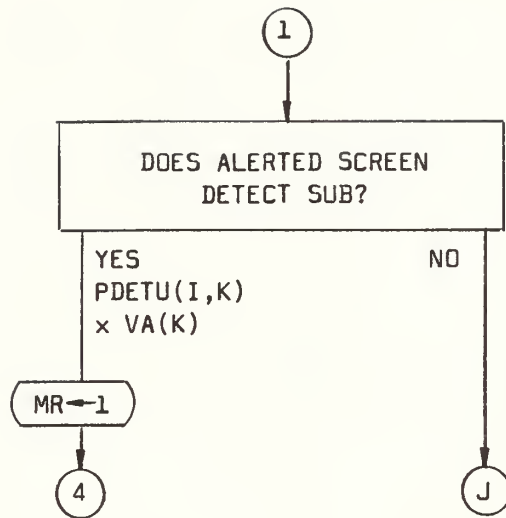 1
DOES ALERTED SCREEN
DETECT SUB?
YES
NO
PDETU(I,K)
× VA(K)
MR←1
4
J